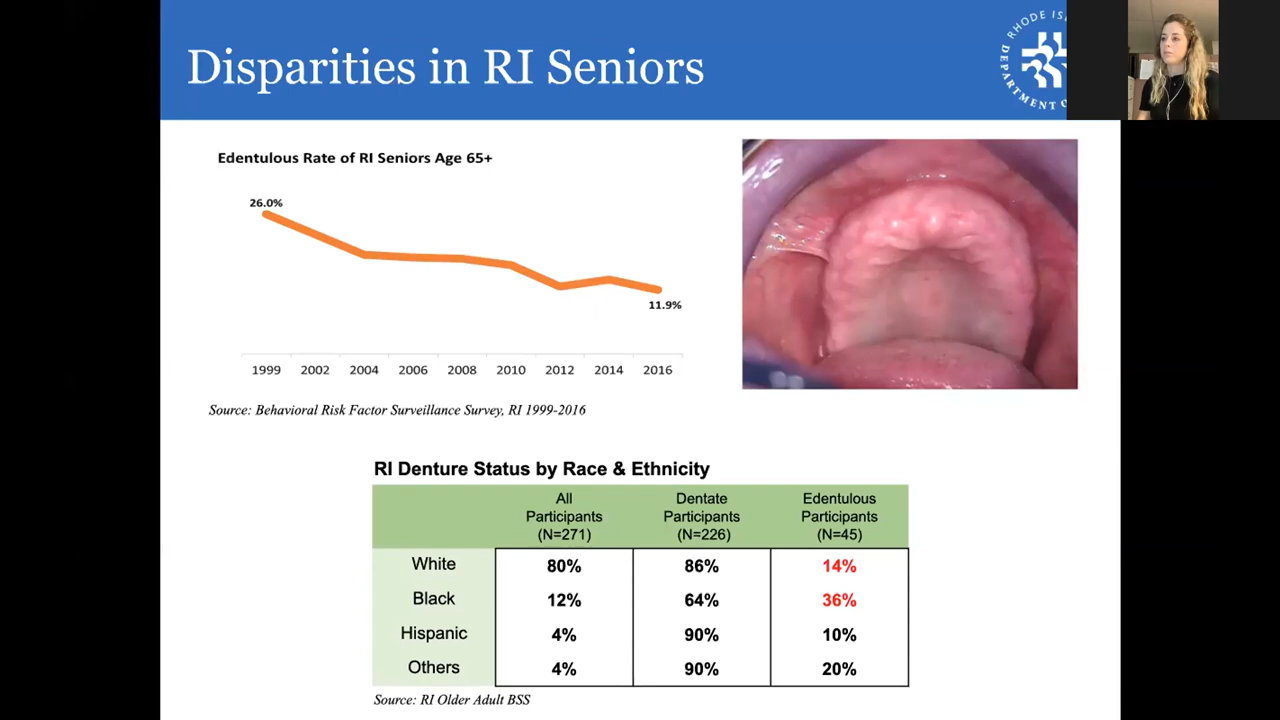 Disparities in RI Seniors
RHODE
DEPARTMENT
Edentulous Rate of RI Seniors Age 65+
26.0%
11.9%
1999 2002 2004 2006 2008 2010 2012 2014 2016
Source: Behavioral Risk Factor Surveillance Survey, RI 1999-2016
RI Denture Status by Race & Ethnicity
All Participants (N=271) Dentate Participants (N=226) Edentulous Participants (N=45)
White 80% 86% 14%
Black 12% 64% 36%
Hispanic 4% 90% 10%
Others 4% 90% 20%
Source: RI Older Adult BSS